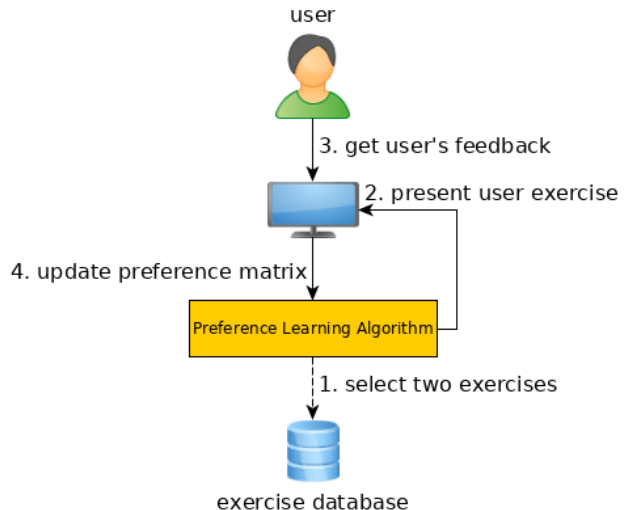 user
3. get user's feedback
2. present user exercise
4. update preference matrix
Preference Learning Algorithm
1. select two exercises
exercise database